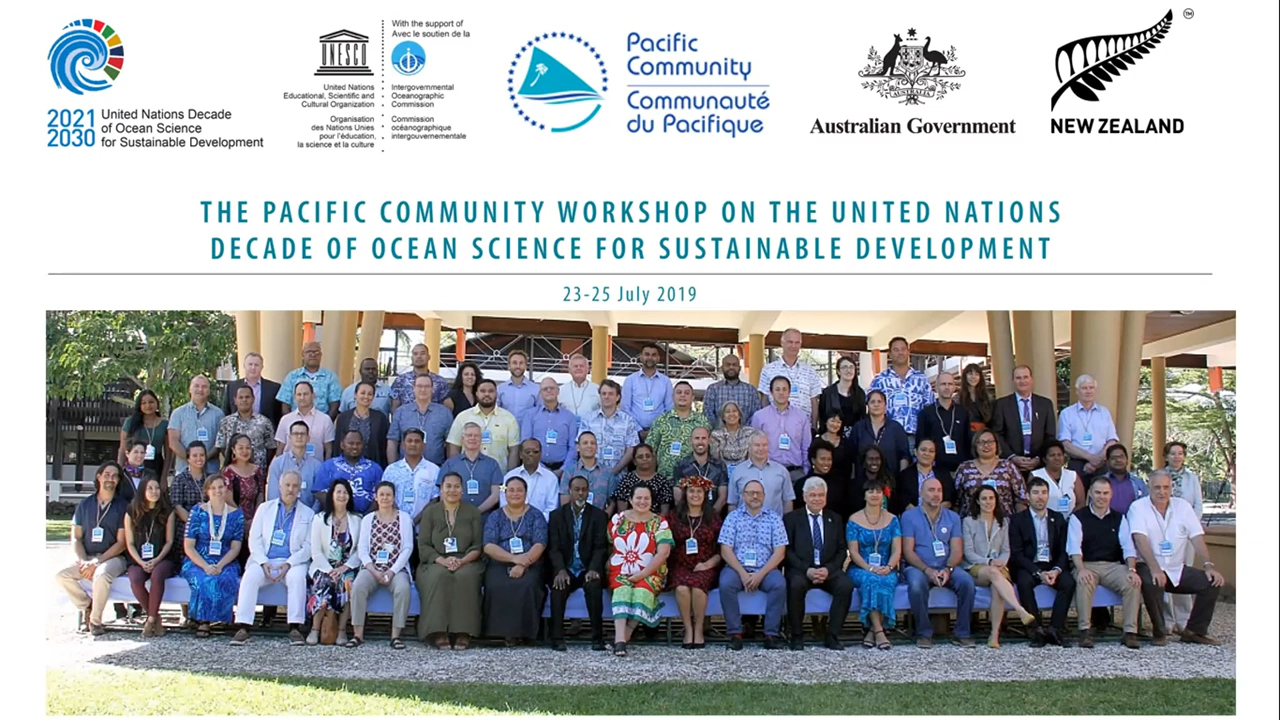 2021
2030
United Nations Decade
of Ocean Science
for Sustainable Development
UNESCO
United Nations
Educational, Scientific and
Cultural Organization
Organisation
des Nations Unies
pour l'éducation,
la science et la culture
With the support of
Avec le soutien de la
Intergovernmental
Oceanographic
Commission
Commission
océanographique
intergouvernementale
Pacific
Community
Communauté
du Pacifique
AUSTRALIA
Australian Government
TM
NEW ZEALAND
THE PACIFIC COMMUNITY WORKSHOP ON THE UNITED NATIONS
DECADE OF OCEAN SCIENCE FOR SUSTAINABLE DEVELOPMENT
23-25 July 2019